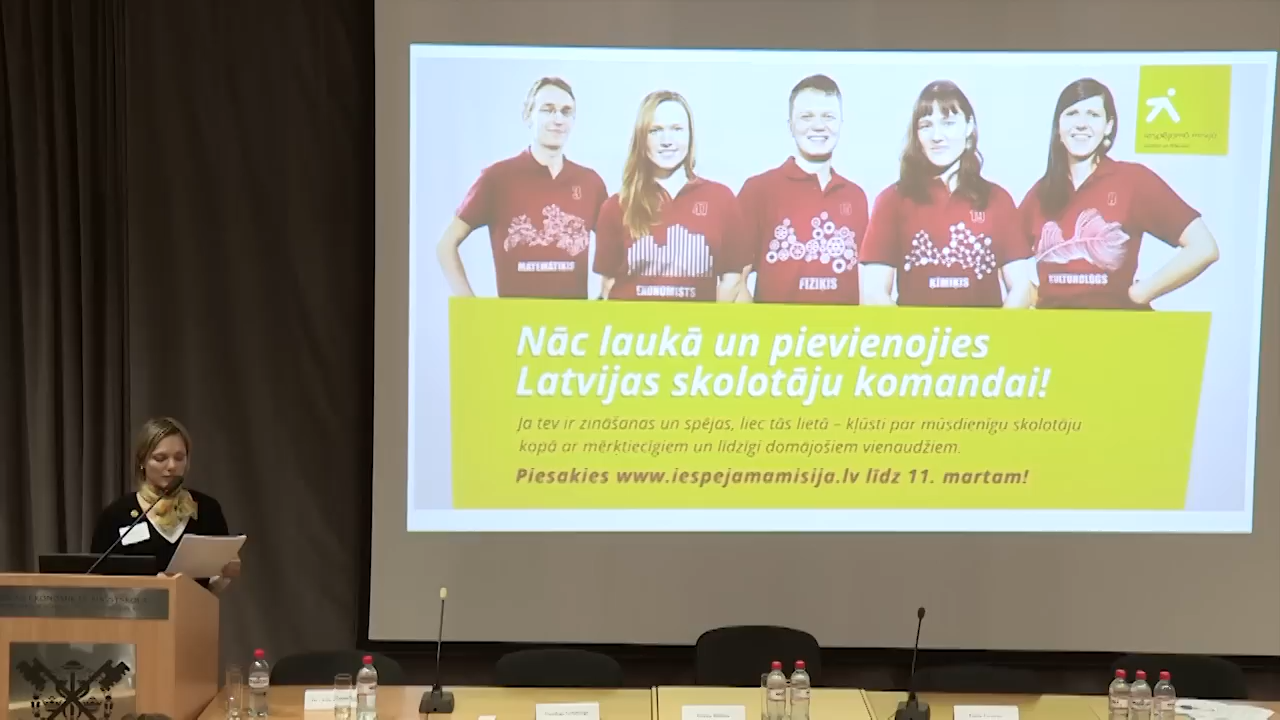 MATEMĀTIĶIS
EKONOMISTS
FIZIĶIS
ĶĪMIĶIS
KULTUROLOGS
Nāc laukā un pievienojies
Latvijas skolotāju komandai!
Ja tev ir zināšanas un spējas, liec tās lietā – kļūsti par mūsdienīgu skolotāju
kopā ar mērķtiecīgiem un līdzīgi domājošiem vienaudžiem.
Piesakies www.iespejamamisija.lv līdz 11. martam!